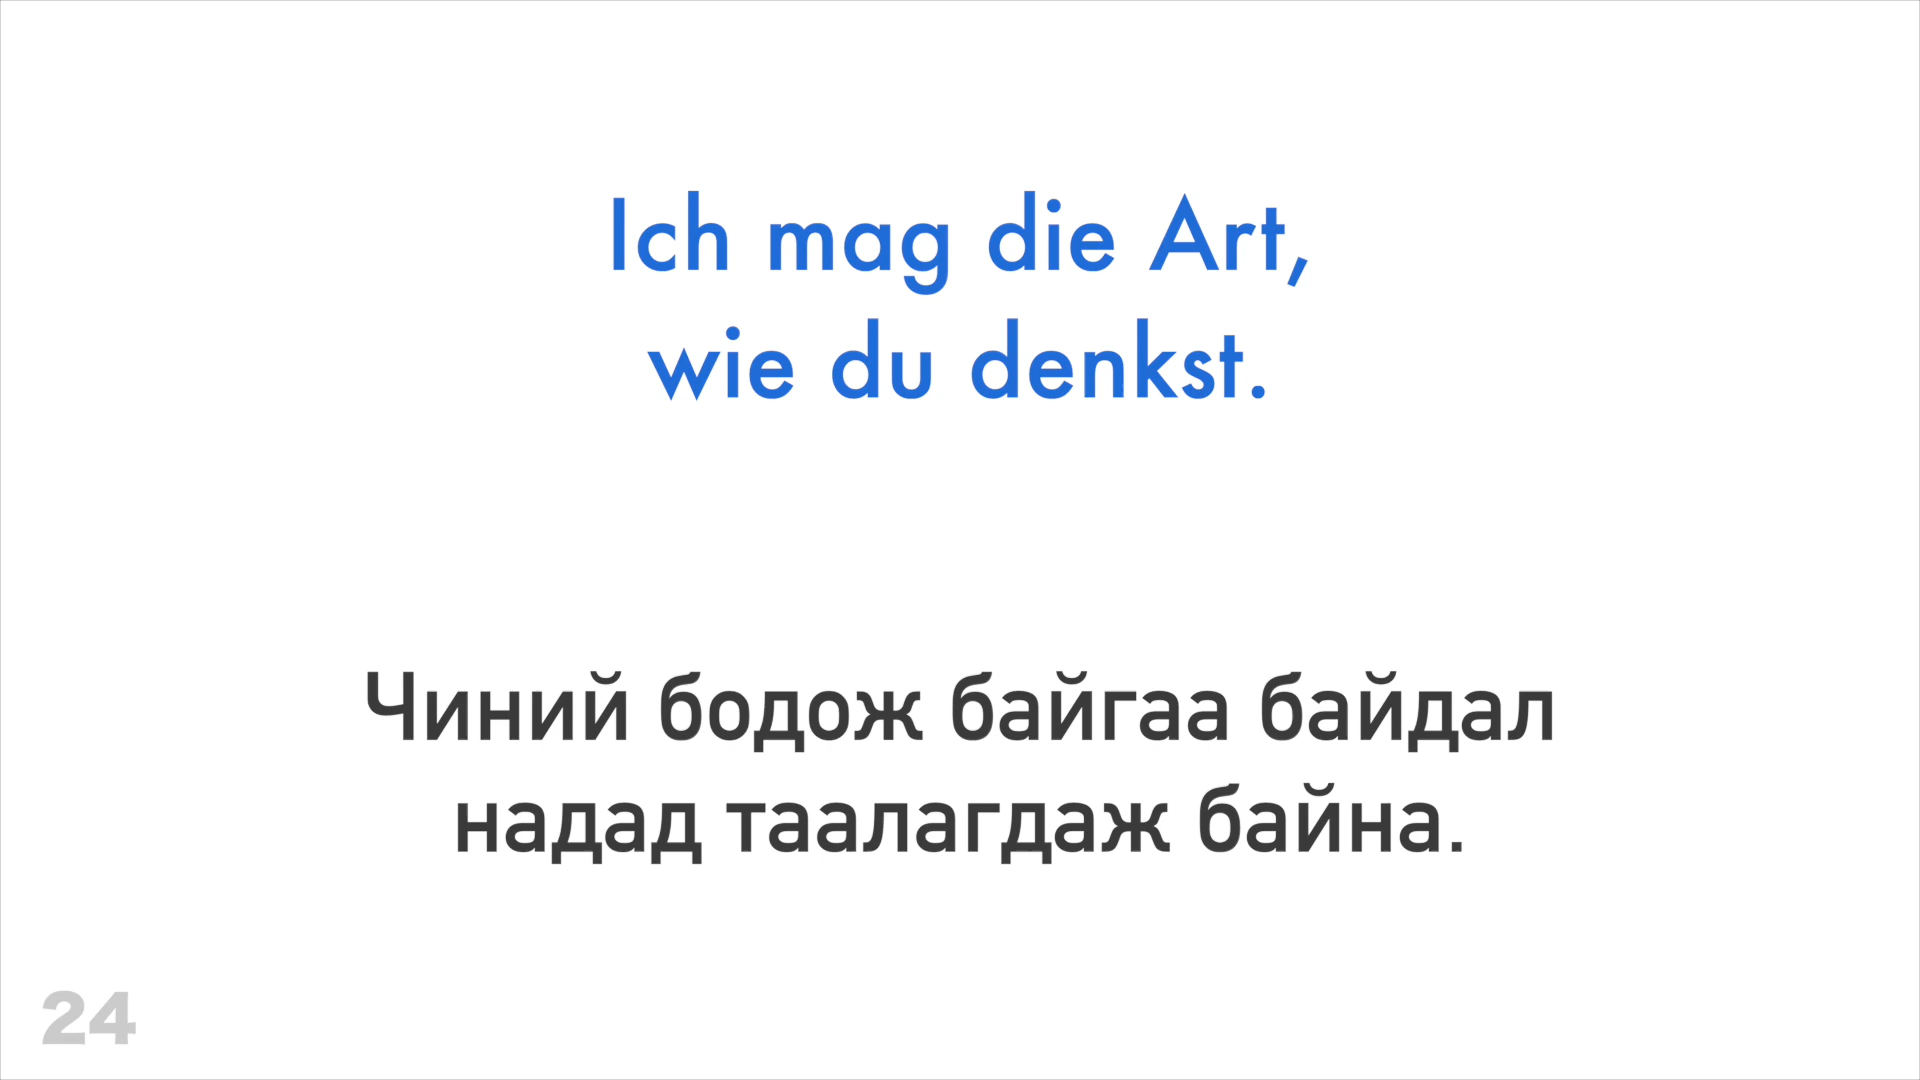 Ich mag die Art,
wie du denkst.
Чиний бодож байгаа байдал
надад таалагдаж байна.
24